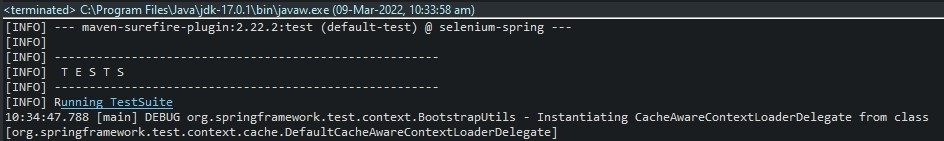 <terminated> C:\Program Files\Java\jdk-17.0.1\bin\javaw.exe (09-Mar-2022, 10:33:58 am)
[INFO] --- maven-surefire-plugin:2.22.2:test (default-test) @ selenium-spring ---
[INFO]
[INFO] -------------------------------------------------------
[INFO]  T E S T S
[INFO] -------------------------------------------------------
[INFO] Running TestSuite
10:34:47.788 [main] DEBUG org.springframework.test.context.BootstrapUtils - Instantiating CacheAwareContextLoaderDelegate from class
[org.springframework.test.context.cache.DefaultCacheAwareContextLoaderDelegate]